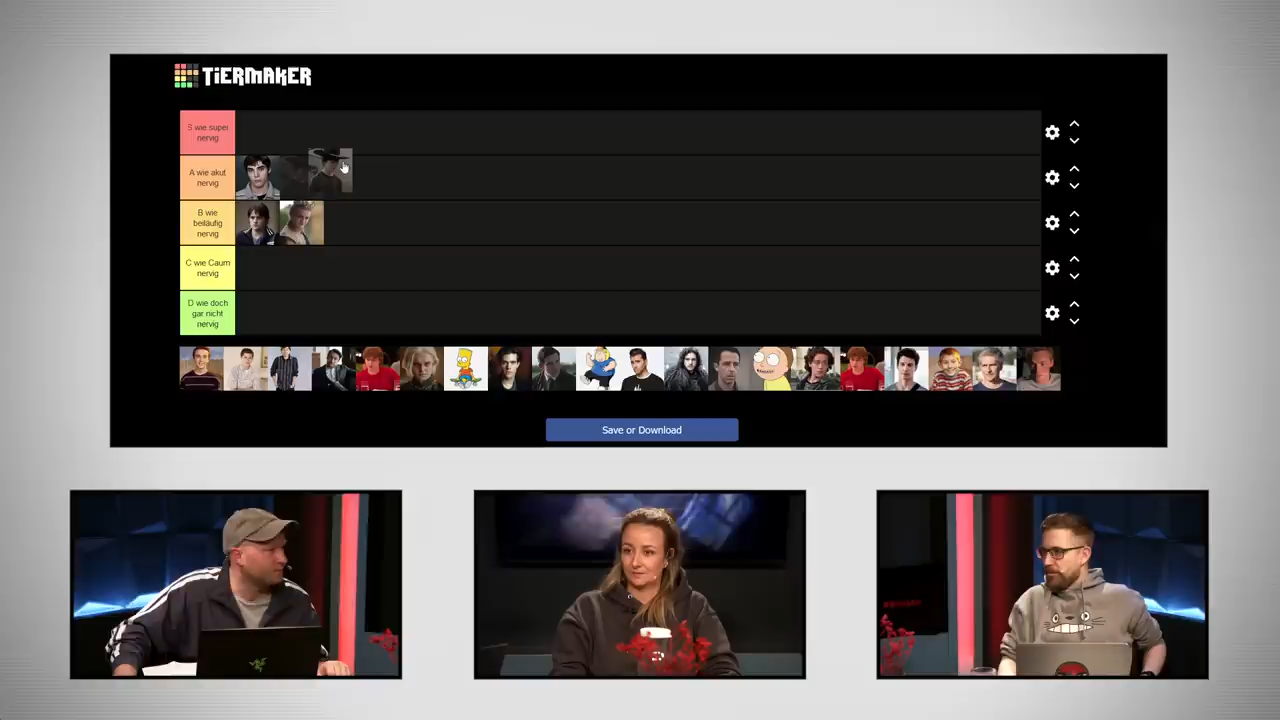 TiERMAKER
S wie super
nervig
A wie akut
nervig
B wie
beiläufig
nervig
C wie Caum
nervig
D wie doch
gar nicht
nervig
Save or Download